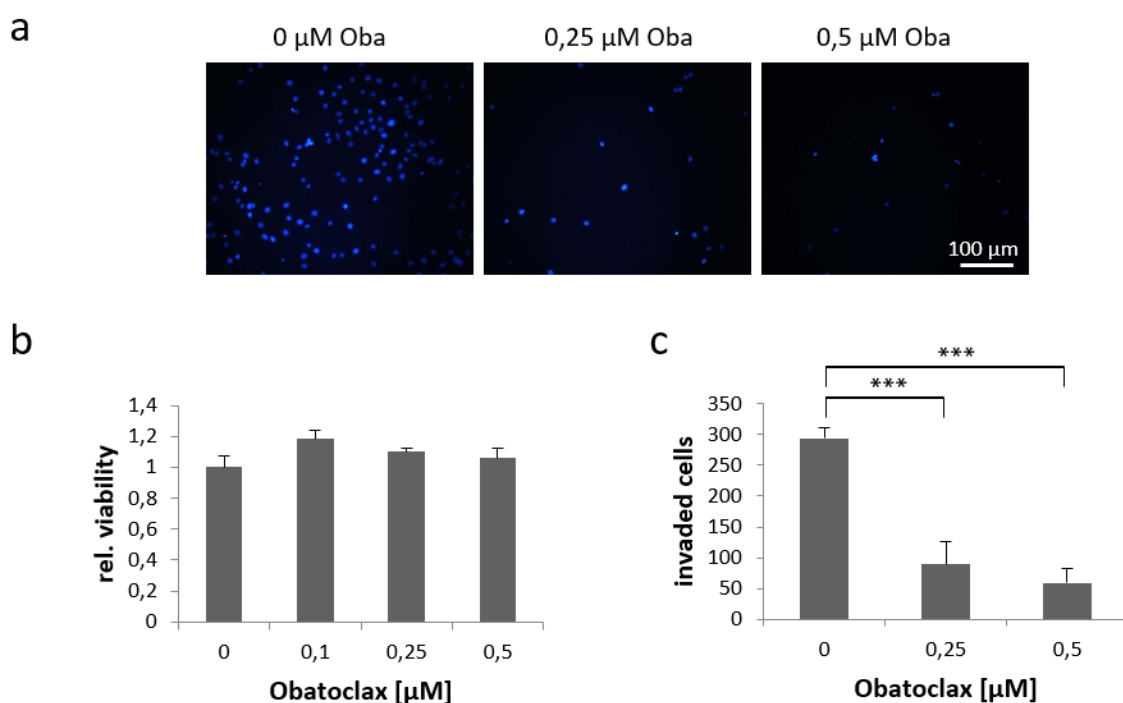 a
0 µM Oba 0,25 µM Oba 0,5 µM Oba
100 µm
b
1,4
1,2
1
0,8
0,6
0,4
0,2
0
rel. viability
0 0,1 0,25 0,5
Obatoclax [µM]
c
***
***
350
300
250
200
150
100
50
0
invaded cells
0 0,25 0,5
Obatoclax [µM]